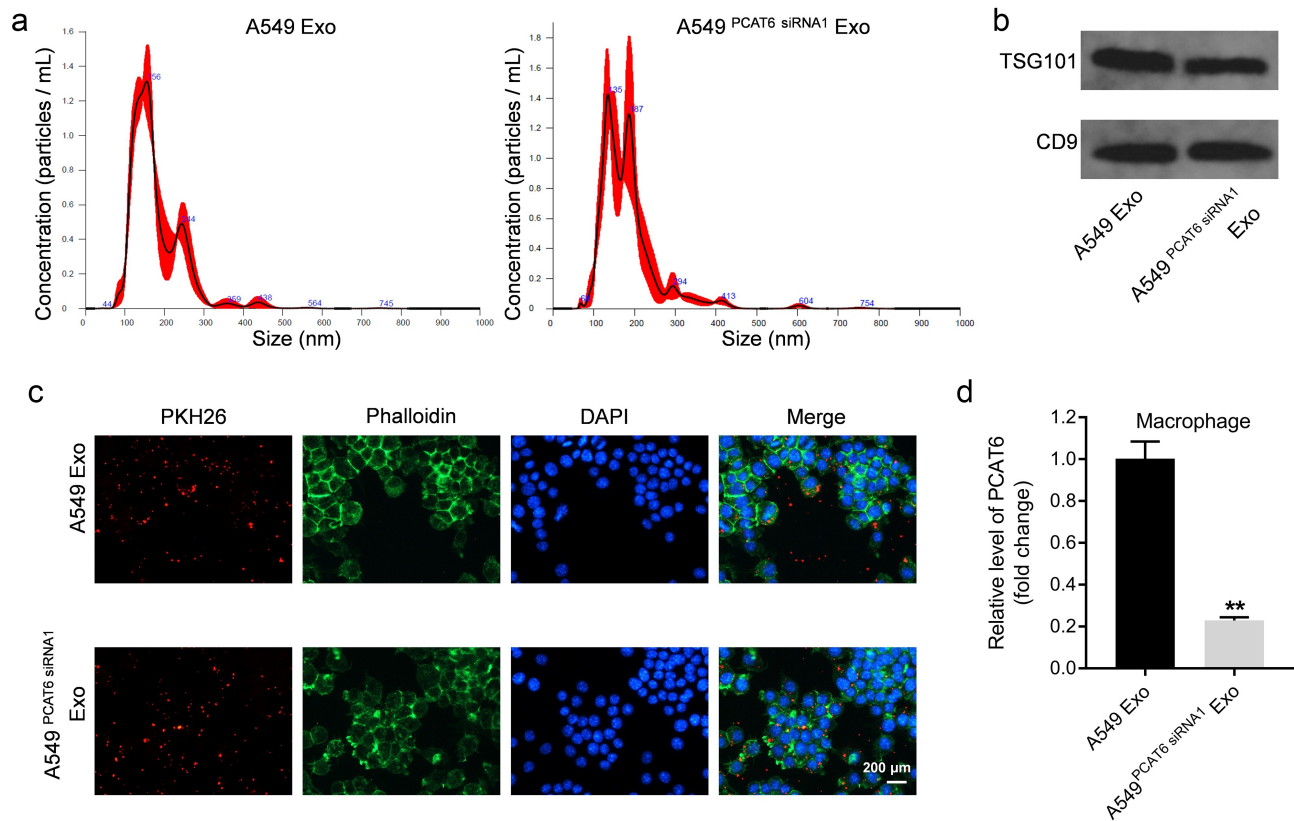 a
A549 Exo
Concentration (particles / mL)
1.6
1.4
1.2
1.0
0.8
0.6
0.4
0.2
0
44
244
438
564
745
0 100 200 300 400 500 600 700 800 900 1000
Size (nm)
A549 PCAT6 siRNA1 Exo
Concentration (particles / mL)
1.8
1.6
1.4
1.2
1.0
0.8
0.6
0.4
0.2
0
135
294
413
604
754
0 100 200 300 400 500 600 700 800 900 1000
Size (nm)
b
TSG101
CD9
A549 Exo
A549 PCAT6 siRNA1
Exo
c
PKH26 Phalloidin DAPI Merge
A549 Exo
A549 PCAT6 siRNA1
Exo
200 μm
d
Macrophage
Relative level of PCAT6
(fold change)
1.2
1.0
0.8
0.6
0.4
0.2
0.0
**
A549 Exo
A549 PCAT6 siRNA1 Exo